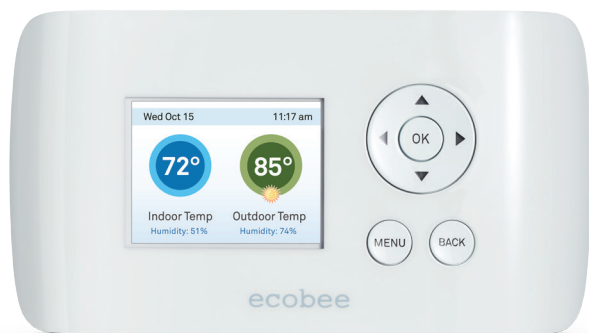 Wed Oct 15 11:17 am
72° 85°
Indoor Temp Outdoor Temp
Humidity: 51% Humidity: 74%
OK
MENU BACK
ecobee